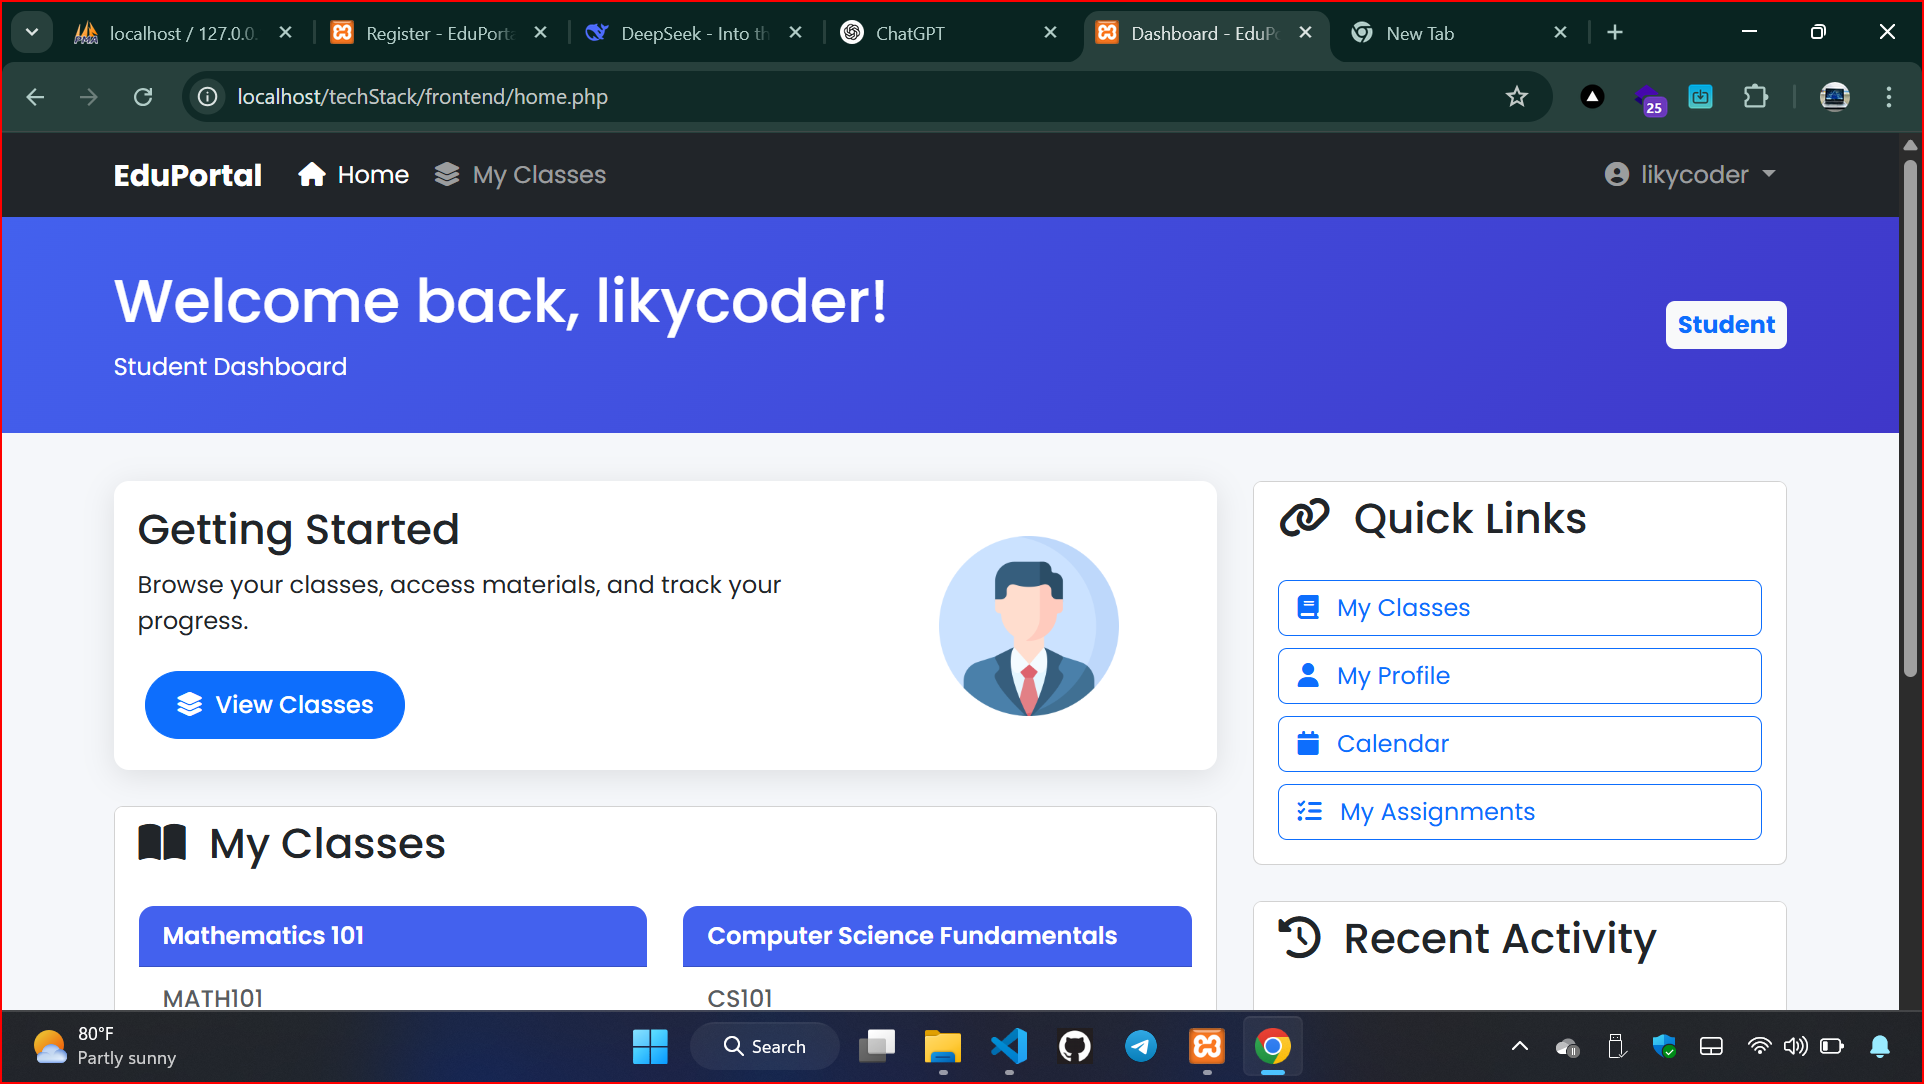 localhost / 127.0.0.
Register - EduPorta
DeepSeek - Into th
ChatGPT
Dashboard - EduPo
New Tab
localhost/techStack/frontend/home.php
25
EduPortal
Home
My Classes
likycoder
Welcome back, likycoder!
Student Dashboard
Student
Getting Started
Browse your classes, access materials, and track your
progress.
View Classes
Quick Links
My Classes
My Profile
Calendar
My Assignments
My Classes
Mathematics 101
MATH101
Computer Science Fundamentals
CS101
Recent Activity
80°F
Partly sunny
Search